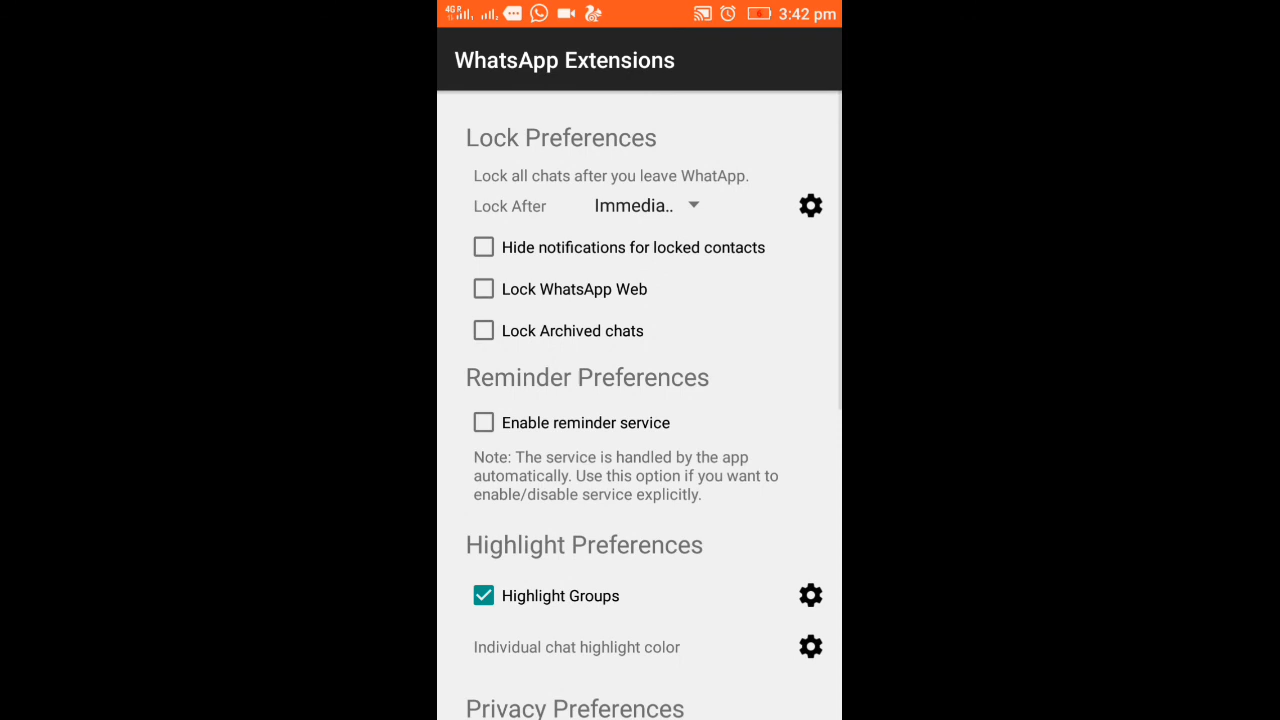 4G R 3:42 pm
WhatsApp Extensions
Lock Preferences
Lock all chats after you leave WhatApp.
Lock After Immedia..
Hide notifications for locked contacts
Lock WhatsApp Web
Lock Archived chats
Reminder Preferences
Enable reminder service
Note: The service is handled by the app
automatically. Use this option if you want to
enable/disable service explicitly.
Highlight Preferences
Highlight Groups
Individual chat highlight color
Privacy Preferences